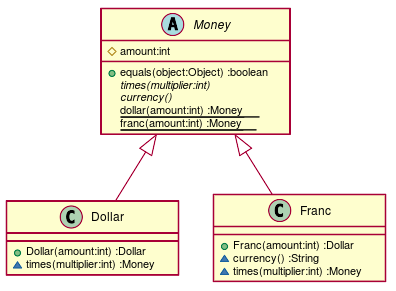 A Money
amount:int
equals(object:Object) :boolean
times(multiplier:int)
currency()
dollar(amount:int) :Money
franc(amount:int) :Money
C Dollar
Dollar(amount:int) :Dollar
times(multiplier:int) :Money
C Franc
Franc(amount:int) :Dollar
currency() :String
times(multiplier:int) :Money